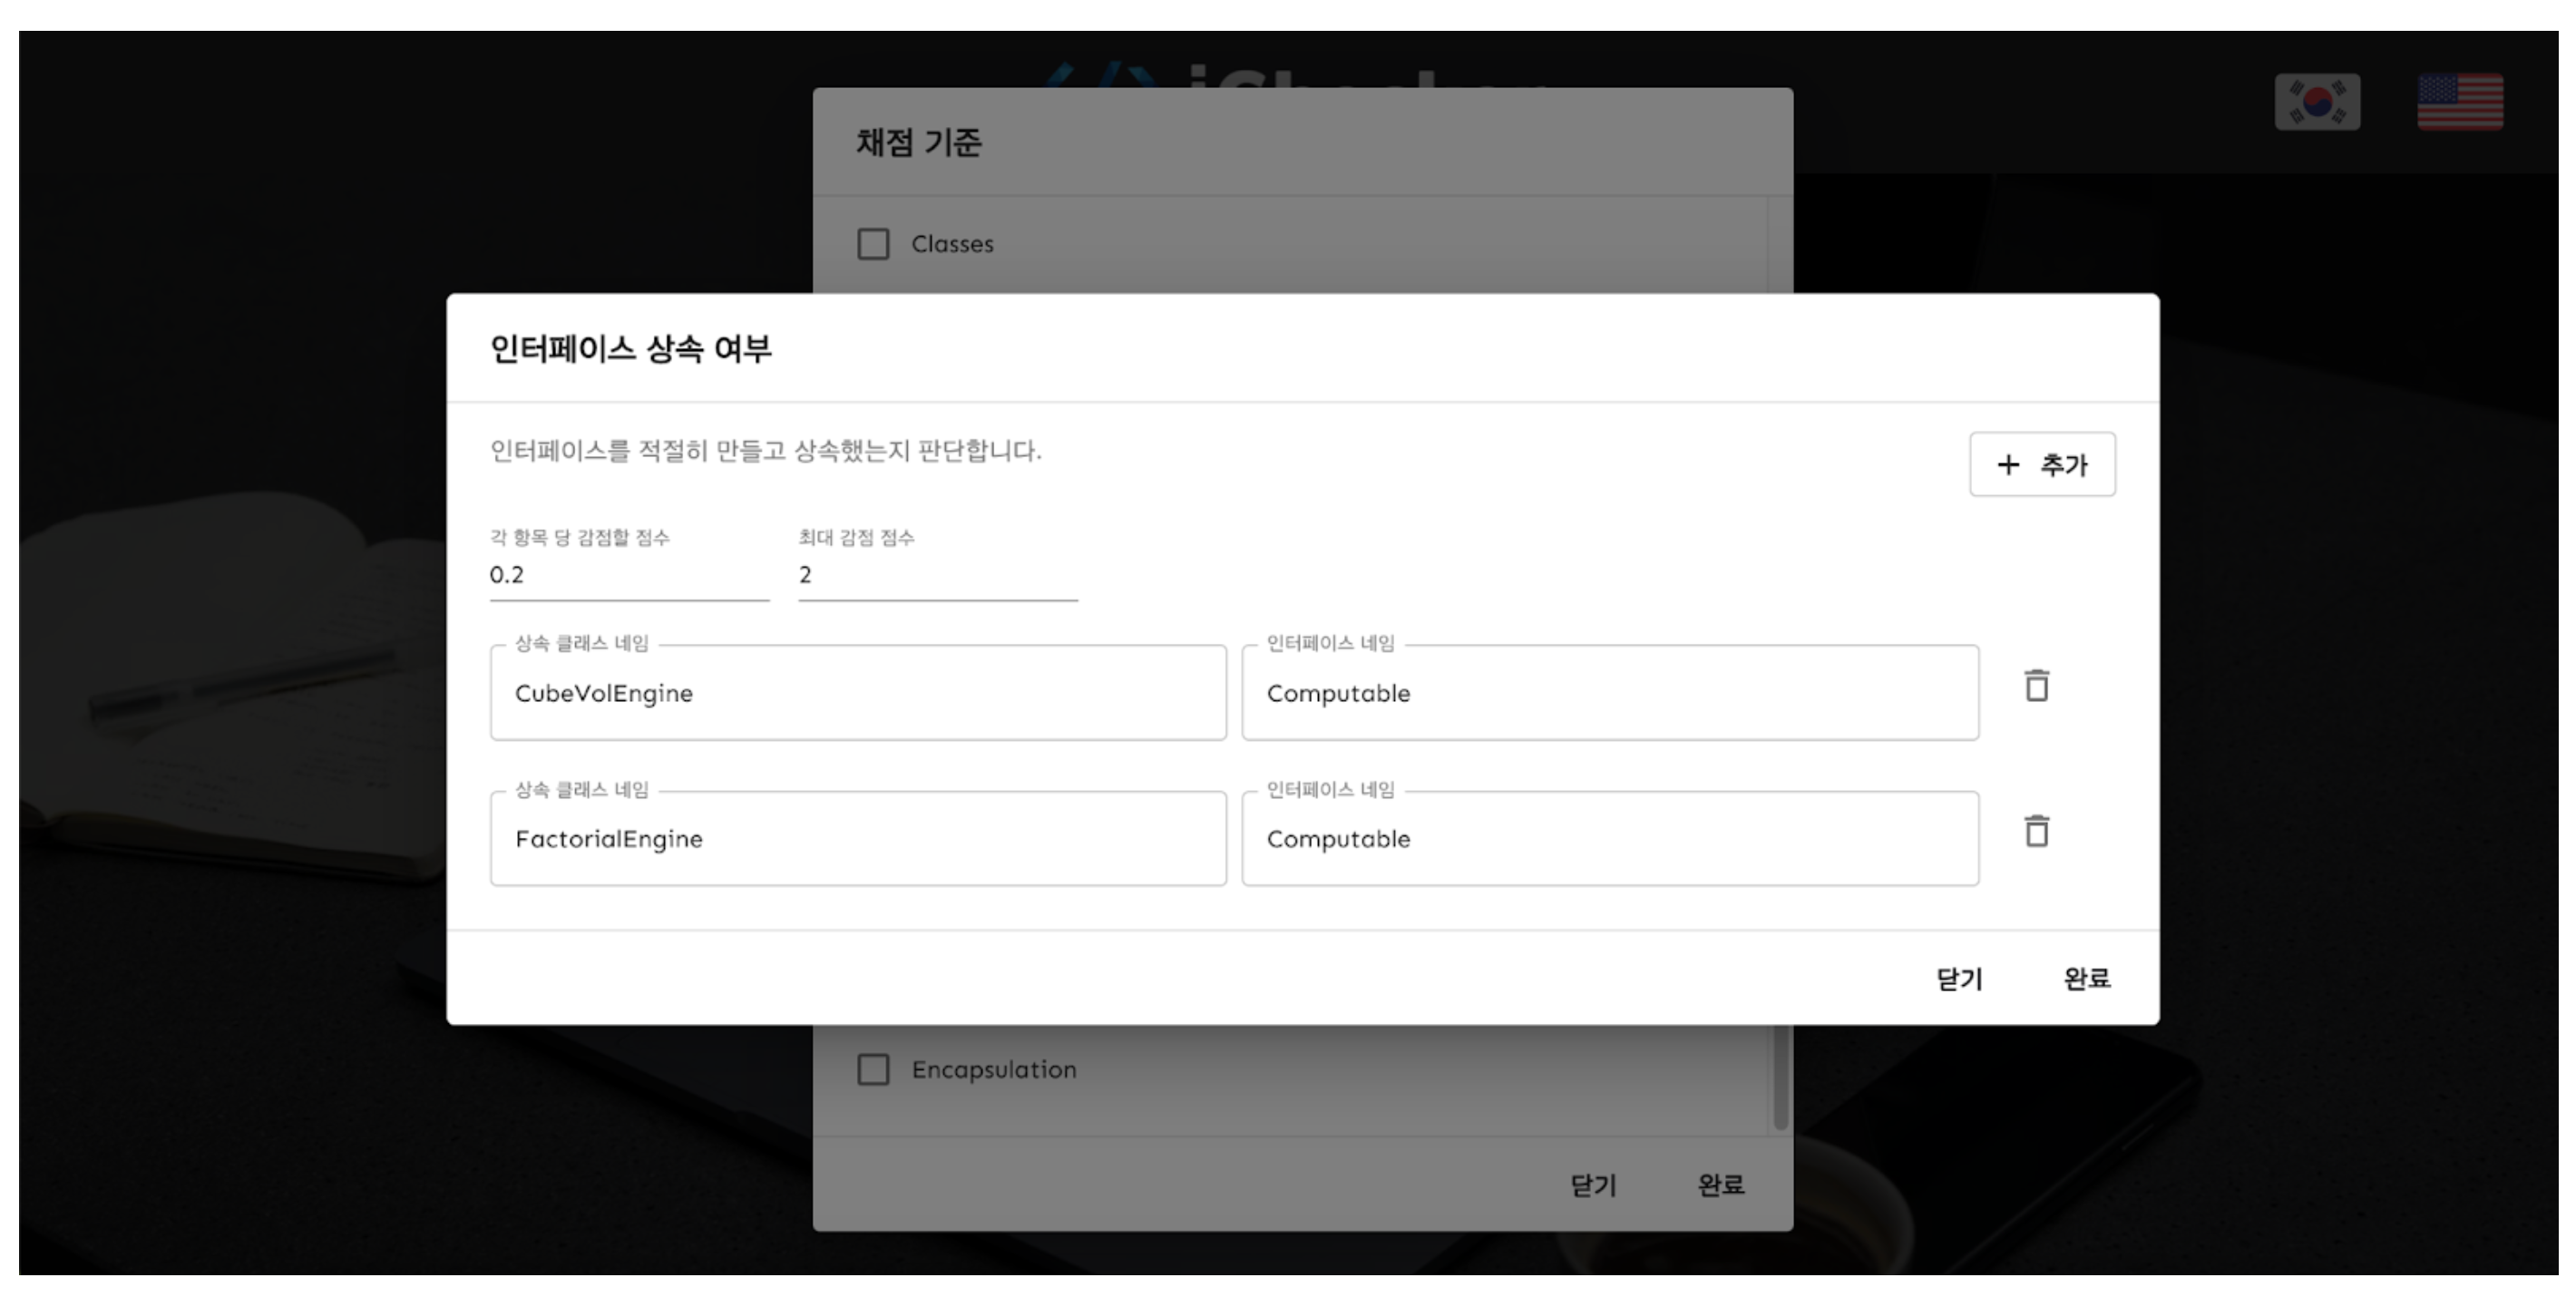 채점 기준
Classes
인터페이스 상속 여부
인터페이스를 적절히 만들고 상속했는지 판단합니다.
+ 추가
각 항목 당 감점할 점수 최대 감점 점수
0.2 2
상속 클래스 네임 인터페이스 네임
CubeVolEngine Computable
상속 클래스 네임 인터페이스 네임
FactorialEngine Computable
닫기 완료
Encapsulation
닫기 완료